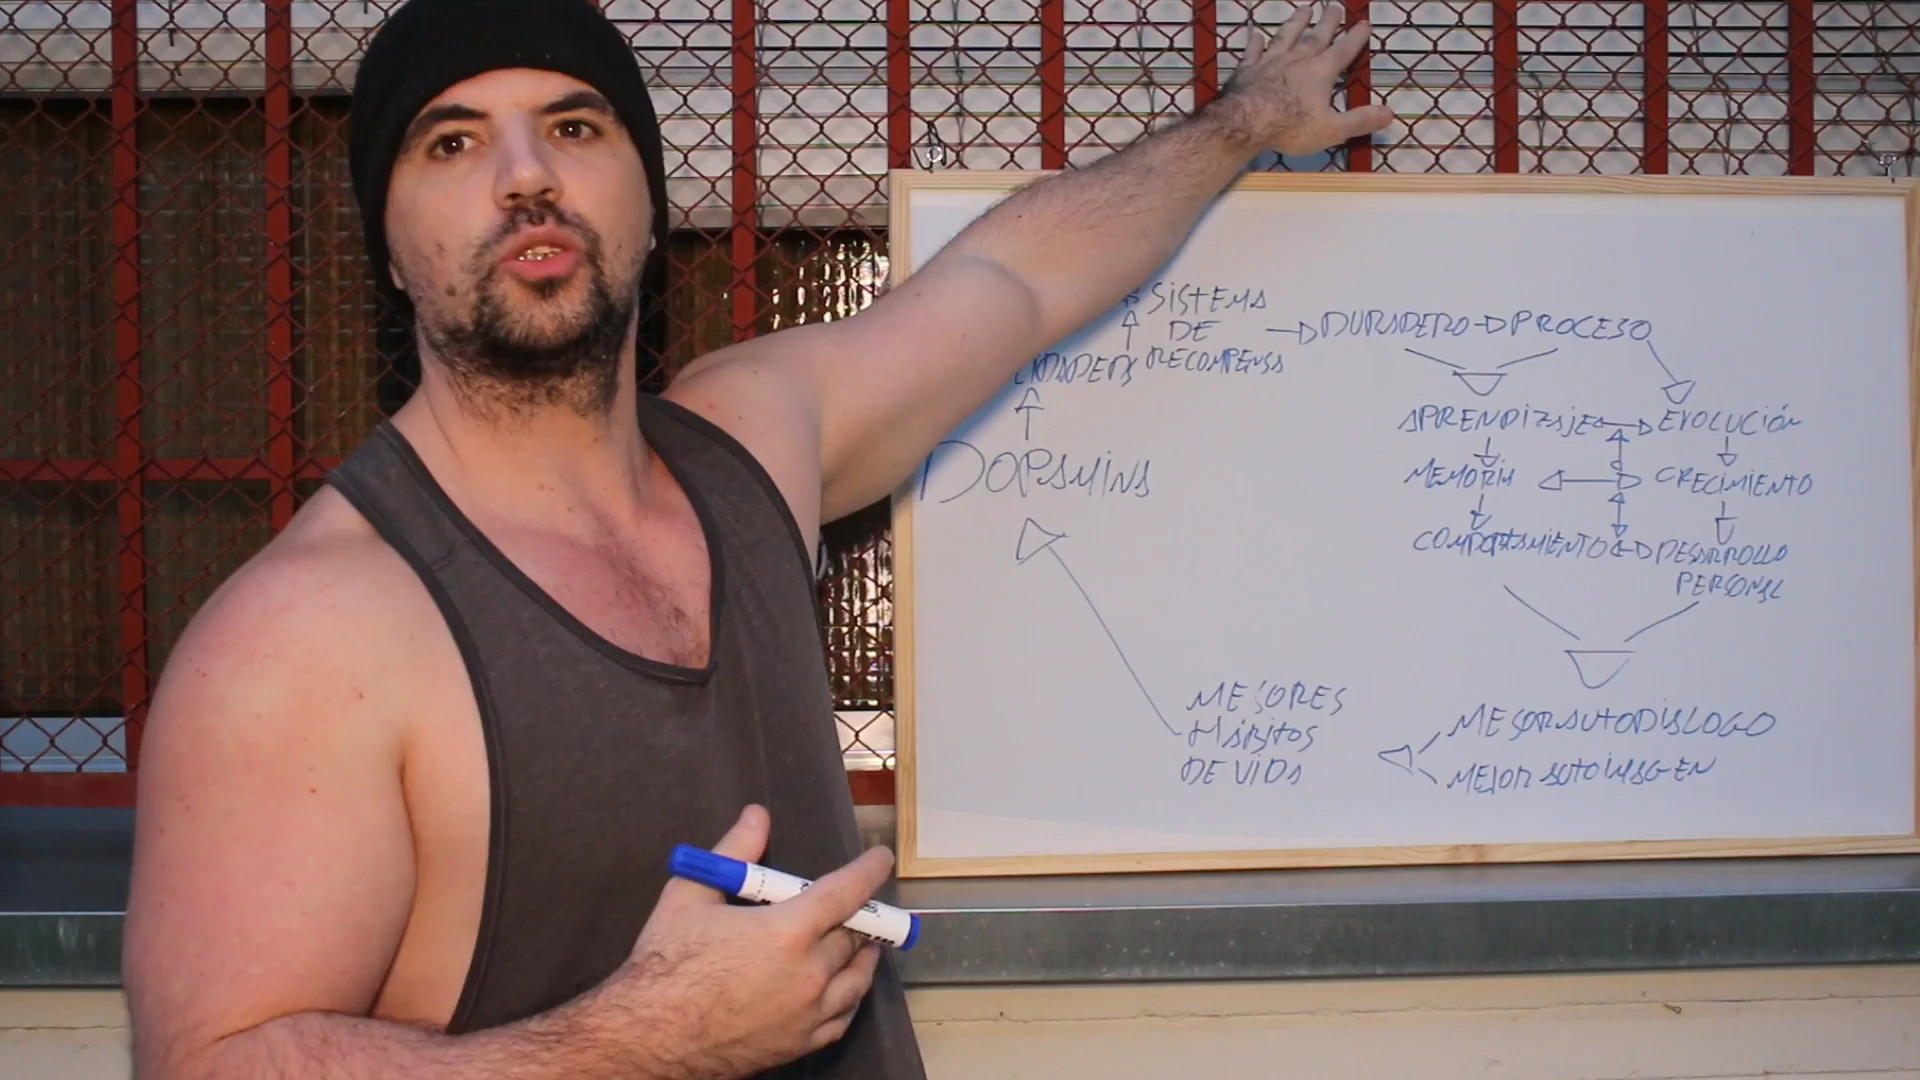 SISTEMA
DE
RECOMPENSA
DURADERO PROCESO
DOPAMINA
APRENDIZAJE EVOLUCIÓN
MEMORIA CRECIMIENTO
COMPORTAMIENTO DESARROLLO
PERSONAL
MEJORES
HÁBITOS
DE VIDA
MEJOR AUTODIALOGO
MEJOR AUTOIMAGEN